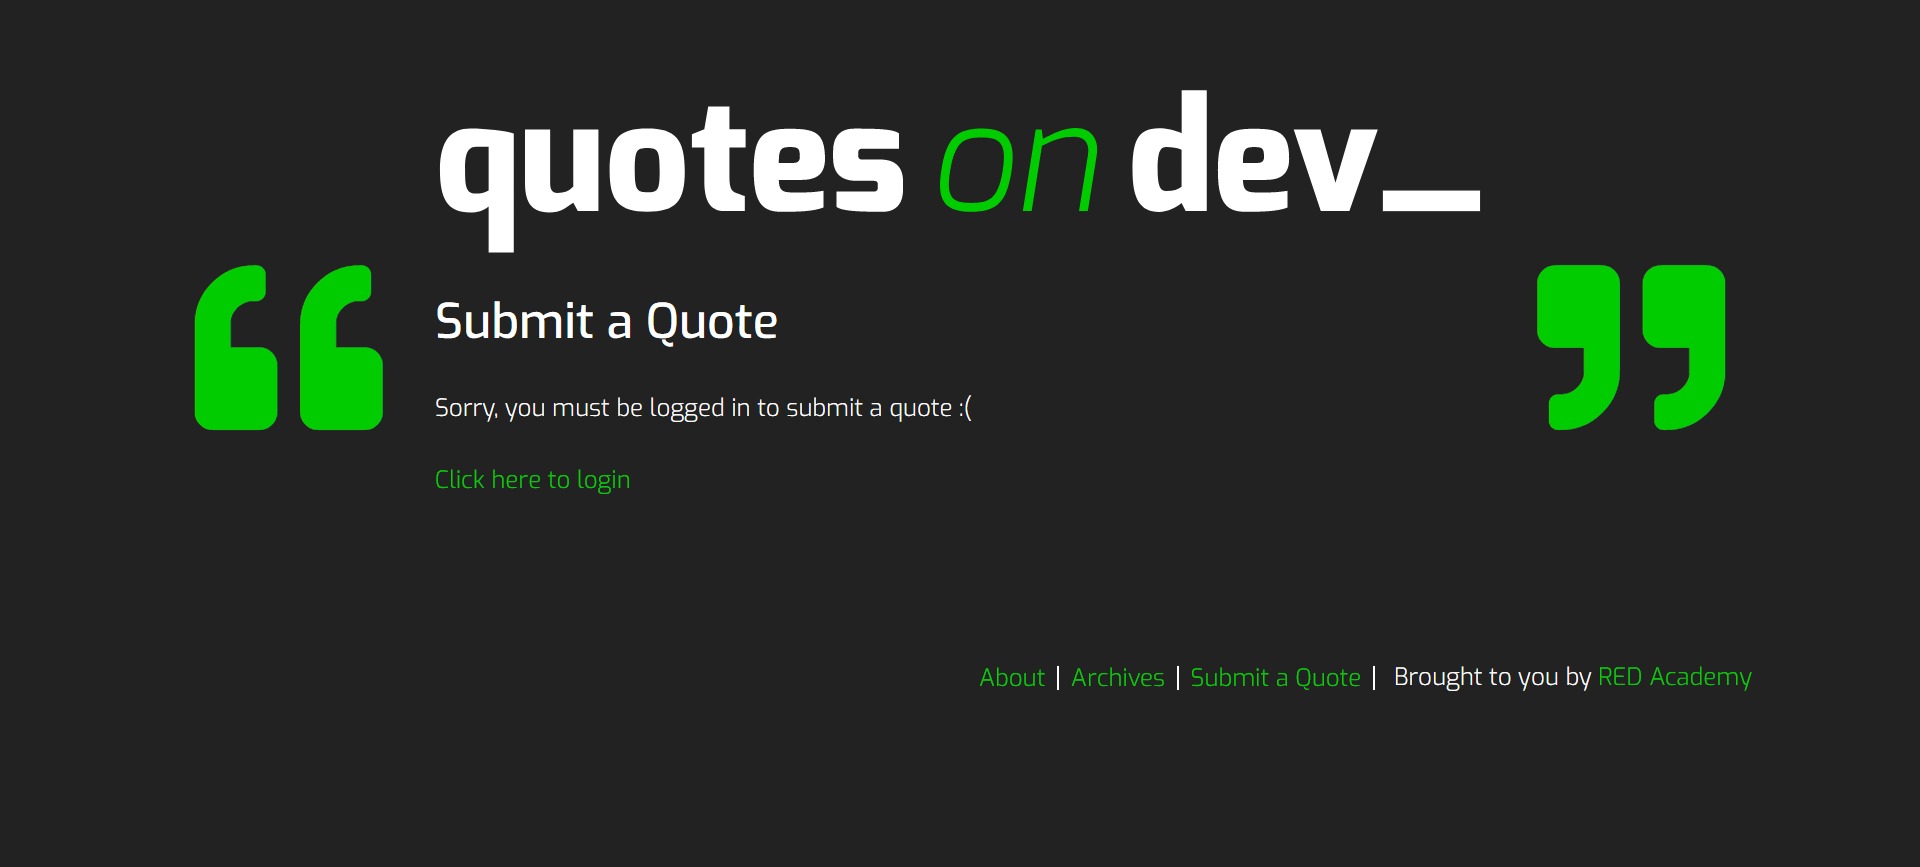 quotes on dev_
Submit a Quote
Sorry, you must be logged in to submit a quote :(
Click here to login
About | Archives | Submit a Quote | Brought to you by RED Academy